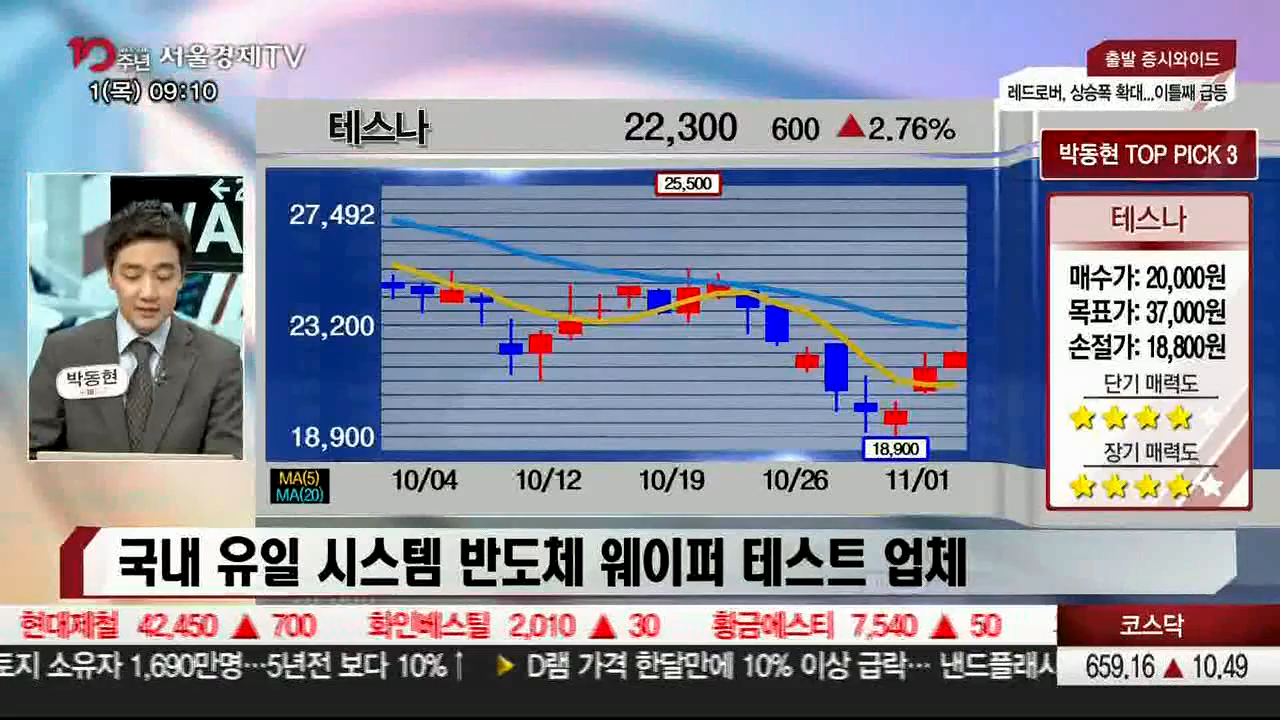 10주년 서울경제TV
1(목) 09:10
출발 증시와이드
레드로버, 상승폭 확대...이틀째 급등
테스나 22,300 600 ▲2.76%
박동현 TOP PICK 3
25,500
27,492
23,200
18,900
18,900
MA(5)
MA(20)
10/04 10/12 10/19 10/26 11/01
박동현
테스나
매수가: 20,000원
목표가: 37,000원
손절가: 18,800원
단기 매력도
장기 매력도
국내 유일 시스템 반도체 웨이퍼 테스트 업체
현대제철 42,450 ▲ 700 화인베스틸 2,010 ▲ 30 황금에스티 7,540 ▲ 50
코스닥
토지 소유자 1,690만명…5년전 보다 10%↑ ▶ D램 가격 한달만에 10% 이상 급락… 낸드플래시
659.16 ▲ 10.49